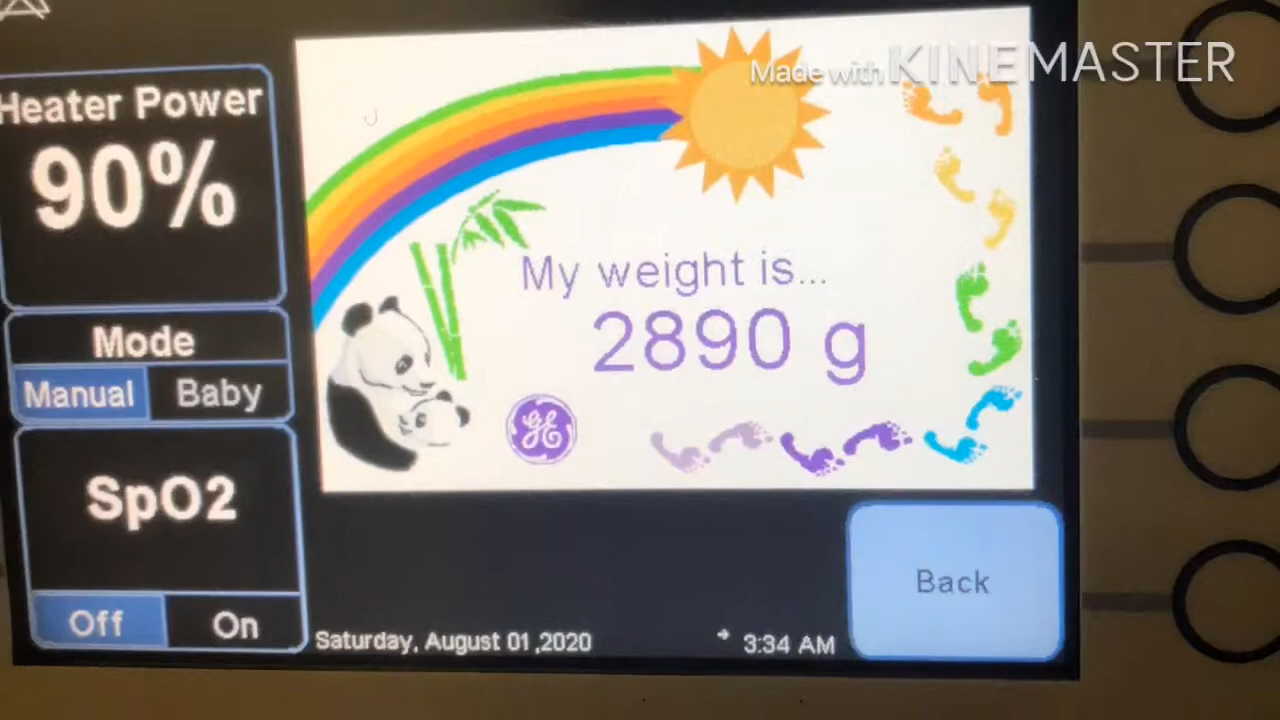 Made with KINEMASTER
Heater Power
90%
Mode
Manual
Baby
SpO2
Off
On
My weight is...
2890 g
GE
Back
Saturday, August 01 ,2020
3:34 AM